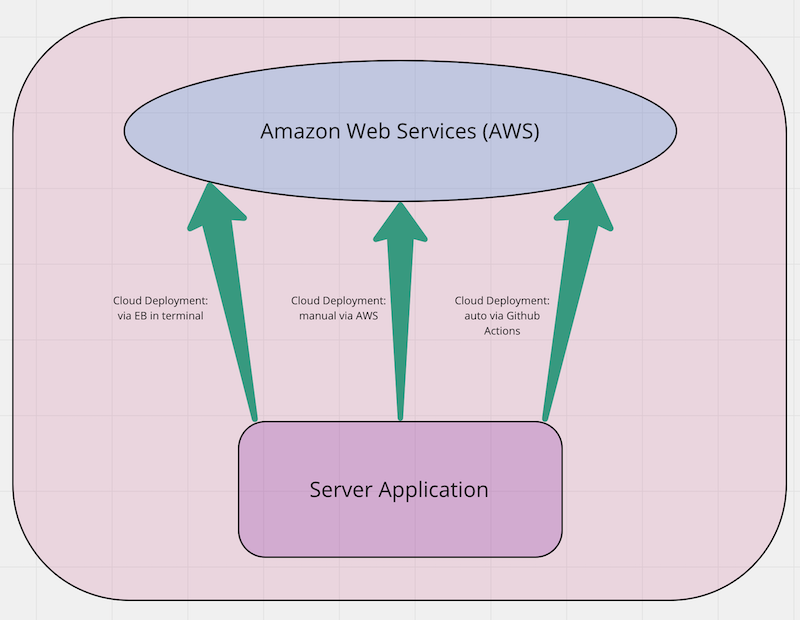 Amazon Web Services (AWS)
Cloud Deployment:
via EB in terminal
Cloud Deployment:
manual via AWS
Cloud Deployment:
auto via Github
Actions
Server Application